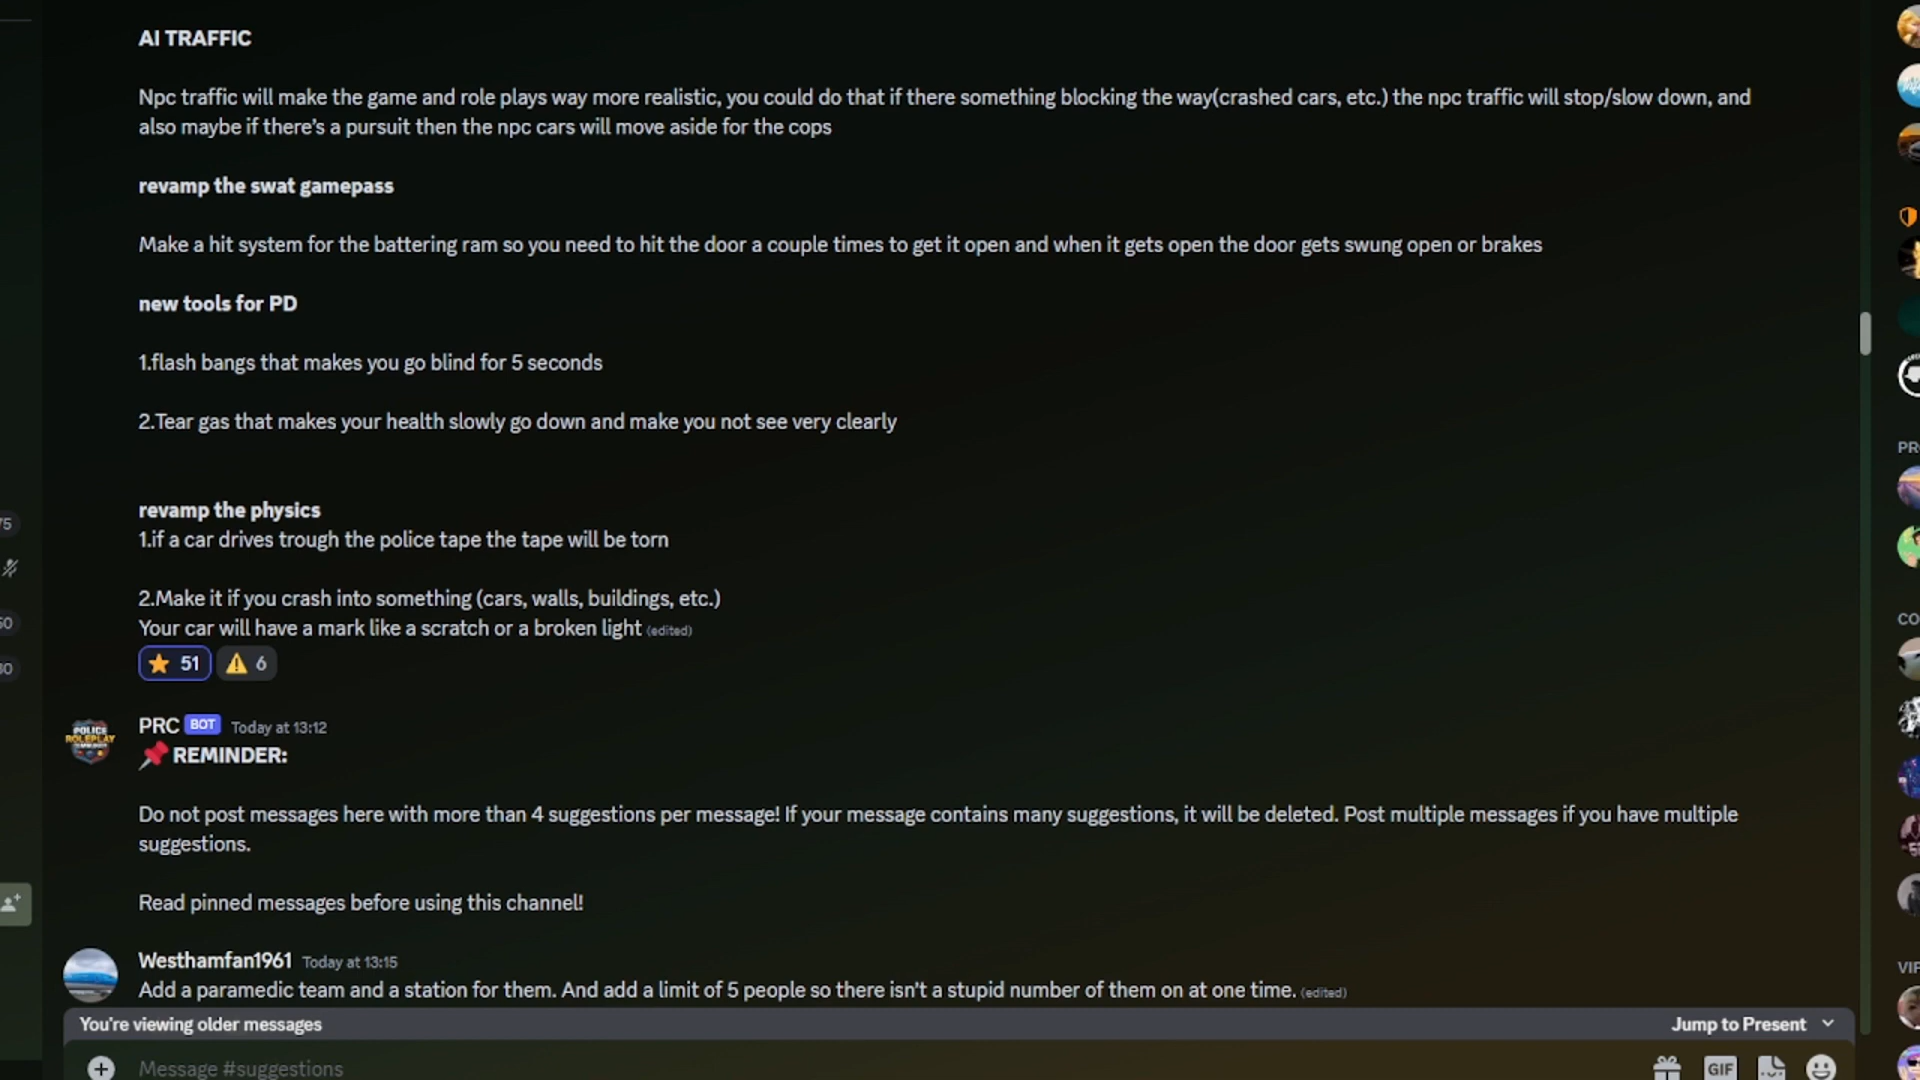 AI TRAFFIC
Npc traffic will make the game and role plays way more realistic, you could do that if there something blocking the way(crashed cars, etc.) the npc traffic will stop/slow down, and
also maybe if there's a pursuit then the npc cars will move aside for the cops
revamp the swat gamepass
Make a hit system for the battering ram so you need to hit the door a couple times to get it open and when it gets open the door gets swung open or brakes
new tools for PD
1.flash bangs that makes you go blind for 5 seconds
2.Tear gas that makes your health slowly go down and make you not see very clearly
revamp the physics
1.if a car drives trough the police tape the tape will be torn
2.Make it if you crash into something (cars, walls, buildings, etc.)
Your car will have a mark like a scratch or a broken light (edited)
51 6
POLICE
ROLEPLAY
PRC BOT Today at 13:12
REMINDER:
Do not post messages here with more than 4 suggestions per message! If your message contains many suggestions, it will be deleted. Post multiple messages if you have multiple
suggestions.
Read pinned messages before using this channel!
Westhamfan1961 Today at 13:15
Add a paramedic team and a station for them. And add a limit of 5 people so there isn't a stupid number of them on at one time. (edited)
You're viewing older messages Jump to Present
Message #suggestions GIF
PR
CO
VIP